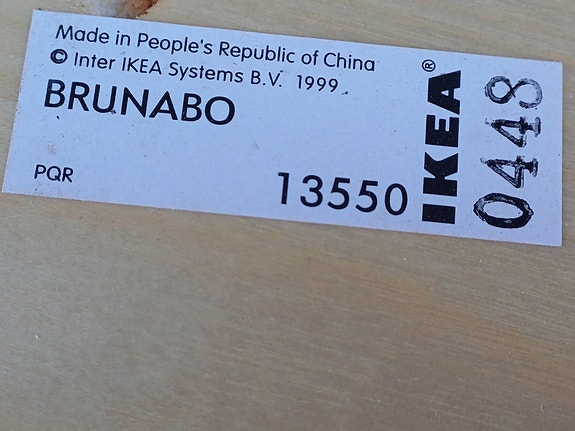 Made in People's Republic of China
© Inter IKEA Systems B.V. 1999
BRUNABO
PQR
13550
IKEA®
0448